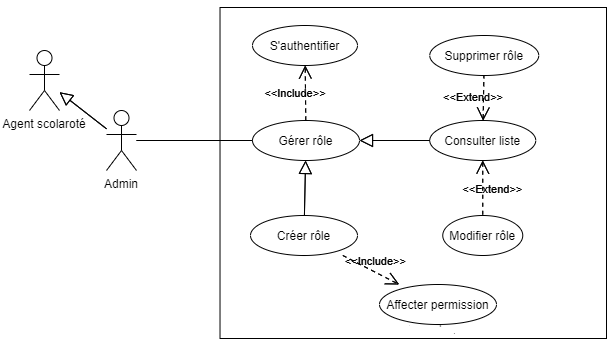 S'authentifier
Supprimer rôle
<<Include>>
<<Extend>>
Agent scolaroté
Gérer rôle
Consulter liste
Admin
<<Extend>>
Créer rôle
Modifier rôle
<<Include>>
Affecter permission